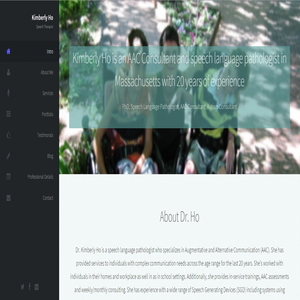 Kimberly Ho
Speech Therapist
Intro
About Me
Services
Portfolio
Testimonials
Blog
Professional Details
Contact
Kimberly Ho is an AAC Consultant and speech language pathologist in
Massachusetts with 20 years of experience
PhD, Speech Language Pathologist, AAC Consultant, Autism Consultant
About Dr. Ho
Dr. Kimberly Ho is a speech language pathologist who specializes in Augmentative and Alternative Communication (AAC). She has
provided services to individuals with complex communication needs across the age range for the last 20 years. She's worked with
individuals in their homes and workplace as well in as in school settings. Additionally, she provides in-service trainings, AAC assessments
and weekly/monthly consulting. She has experience with a wide range of Speech Generating Devices (SGD) including systems using